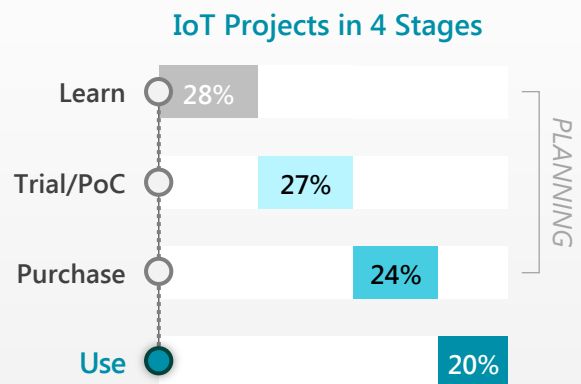 IoT Projects in 4 Stages
Learn
28%
Trial/PoC
27%
Purchase
24%
Use
20%
PLANNING